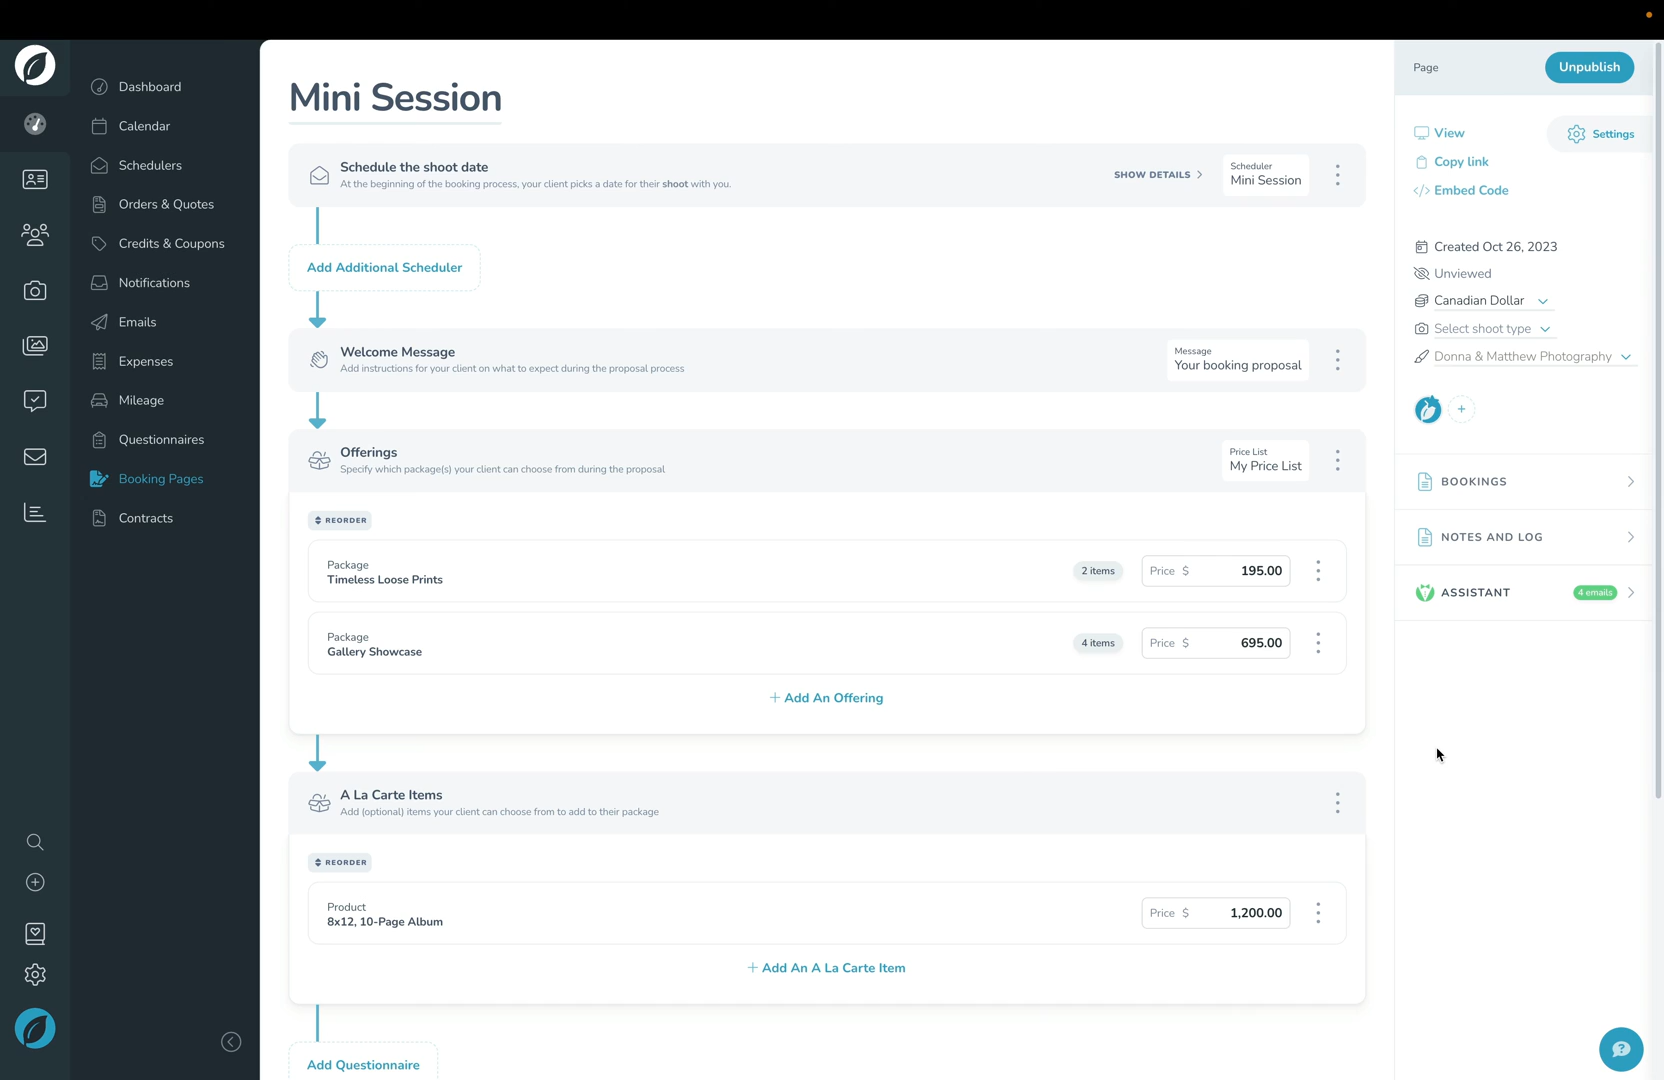 Dashboard
Calendar
Schedulers
Orders & Quotes
Credits & Coupons
Notifications
Emails
Expenses
Mileage
Questionnaires
Booking Pages
Contracts
Mini Session
Schedule the shoot date
At the beginning of the booking process, your client picks a date for their shoot with you.
SHOW DETAILS
Scheduler
Mini Session
Add Additional Scheduler
Welcome Message
Add instructions for your client on what to expect during the proposal process
Message
Your booking proposal
Offerings
Specify which package(s) your client can choose from during the proposal
Price List
My Price List
REORDER
Package
Timeless Loose Prints
2 items
Price $ 195.00
Package
Gallery Showcase
4 items
Price $ 695.00
+ Add An Offering
A La Carte Items
Add (optional) items your client can choose from to add to their package
REORDER
Product
8x12, 10-Page Album
Price $ 1,200.00
+ Add An A La Carte Item
Add Questionnaire
Page
Unpublish
View
Settings
Copy link
Embed Code
Created Oct 26, 2023
Unviewed
Canadian Dollar
Select shoot type
Donna & Matthew Photography
BOOKINGS
NOTES AND LOG
ASSISTANT
4 emails